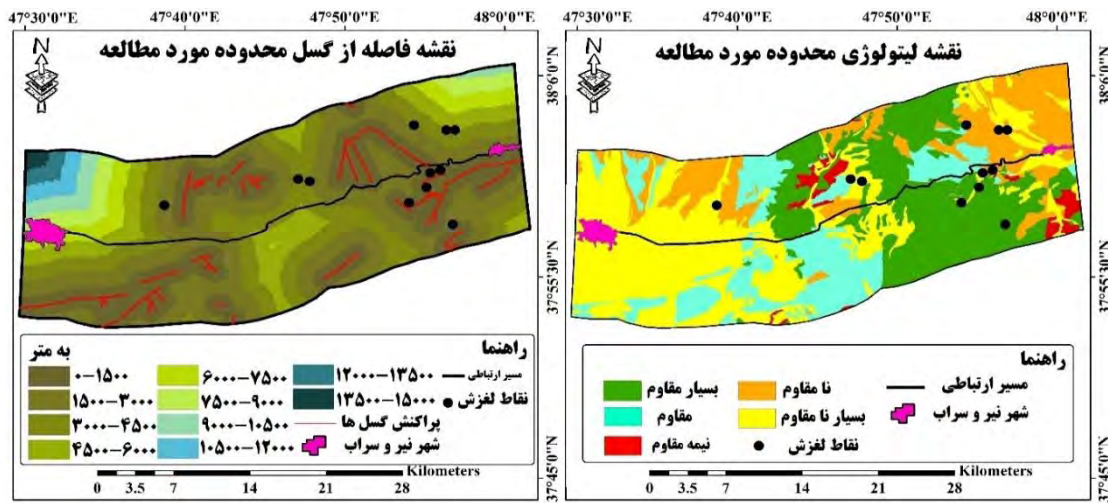 47°30'0"E 47°40'0"E 47°50'0"E 48°0'0"E
N
نقشه فاصله از گسل محدوده مورد مطالعه
38°6'0"N
37°55'30"N
37°45'0"N
راهنما
به متر
مسیر ارتباطی
نقاط لغزش
پراکنش گسل ها
شهر نیر و سراب
۰-۱۵۰۰
۱۵۰۰-۳۰۰۰
۳۰۰۰-۴۵۰۰
۴۵۰۰-۶۰۰۰
۶۰۰۰-۷۵۰۰
۷۵۰۰-۹۰۰۰
۹۰۰۰-۱۰۵۰۰
۱۰۵۰۰-۱۲۰۰۰
۱۲۰۰۰-۱۳۵۰۰
۱۳۵۰۰-۱۵۰۰۰
Kilometers
0 3.5 7 14 21 28
47°30'0"E 47°40'0"E 47°50'0"E 48°0'0"E
N
نقشه لیتولوژی محدوده مورد مطالعه
38°6'0"N
37°55'30"N
37°45'0"N
راهنما
مسیر ارتباطی
شهر نیر و سراب
نا مقاوم
بسیار نا مقاوم
نقاط لغزش
بسیار مقاوم
مقاوم
نیمه مقاوم
Kilometers
0 3.5 7 14 21 28